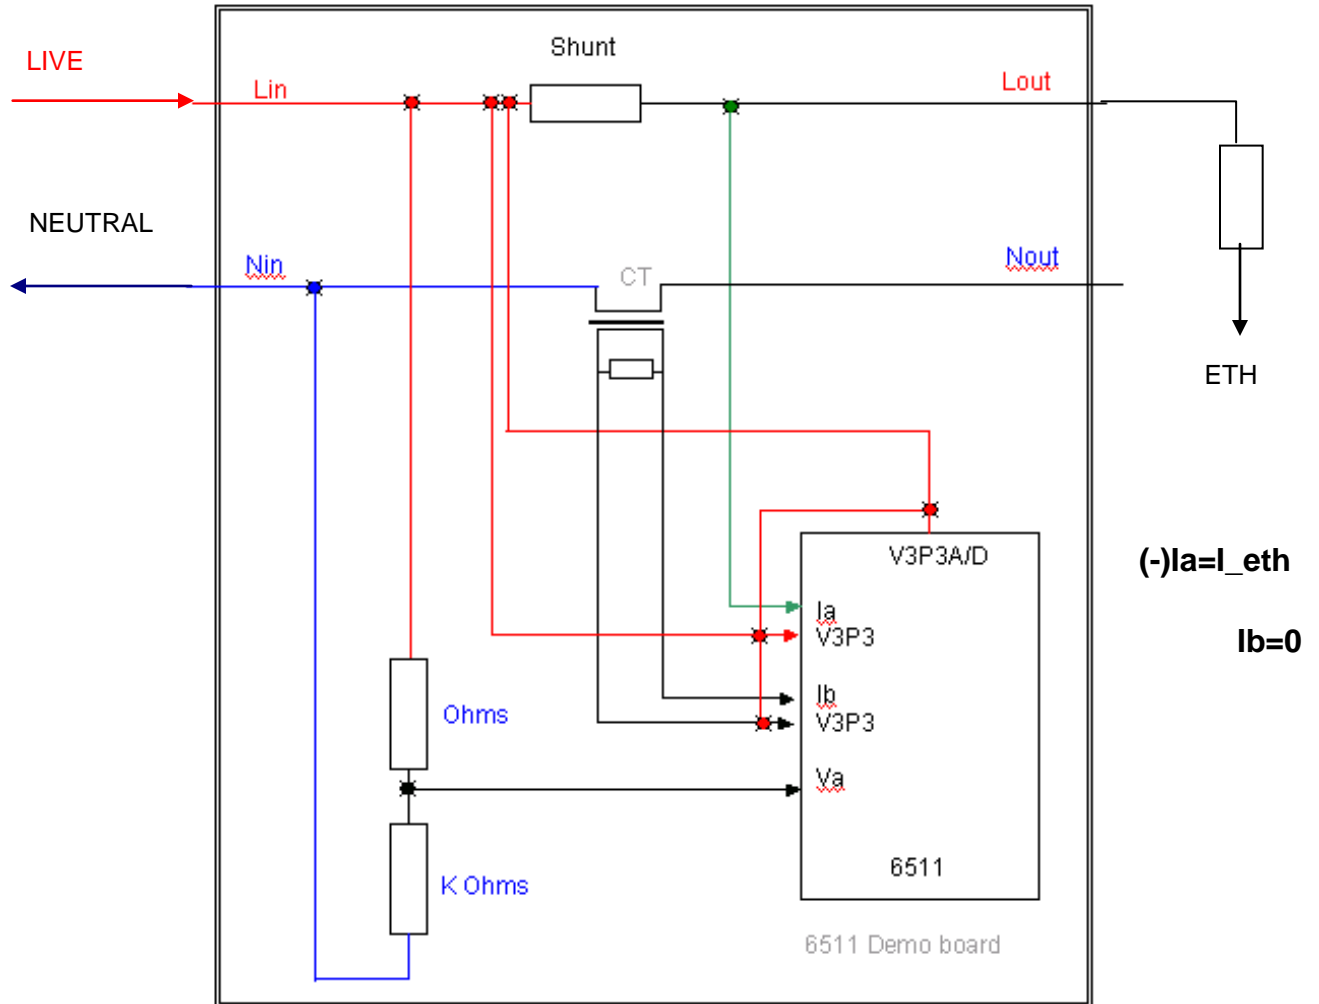 Shunt
LIVE
Lin
Lout
NEUTRAL
Nin
CT
Nout
ETH
V3P3A/D
(-)Ia=I_eth
Ia
V3P3
Ib=0
Ib
V3P3
Ohms
Va
6511
K Ohms
6511 Demo board